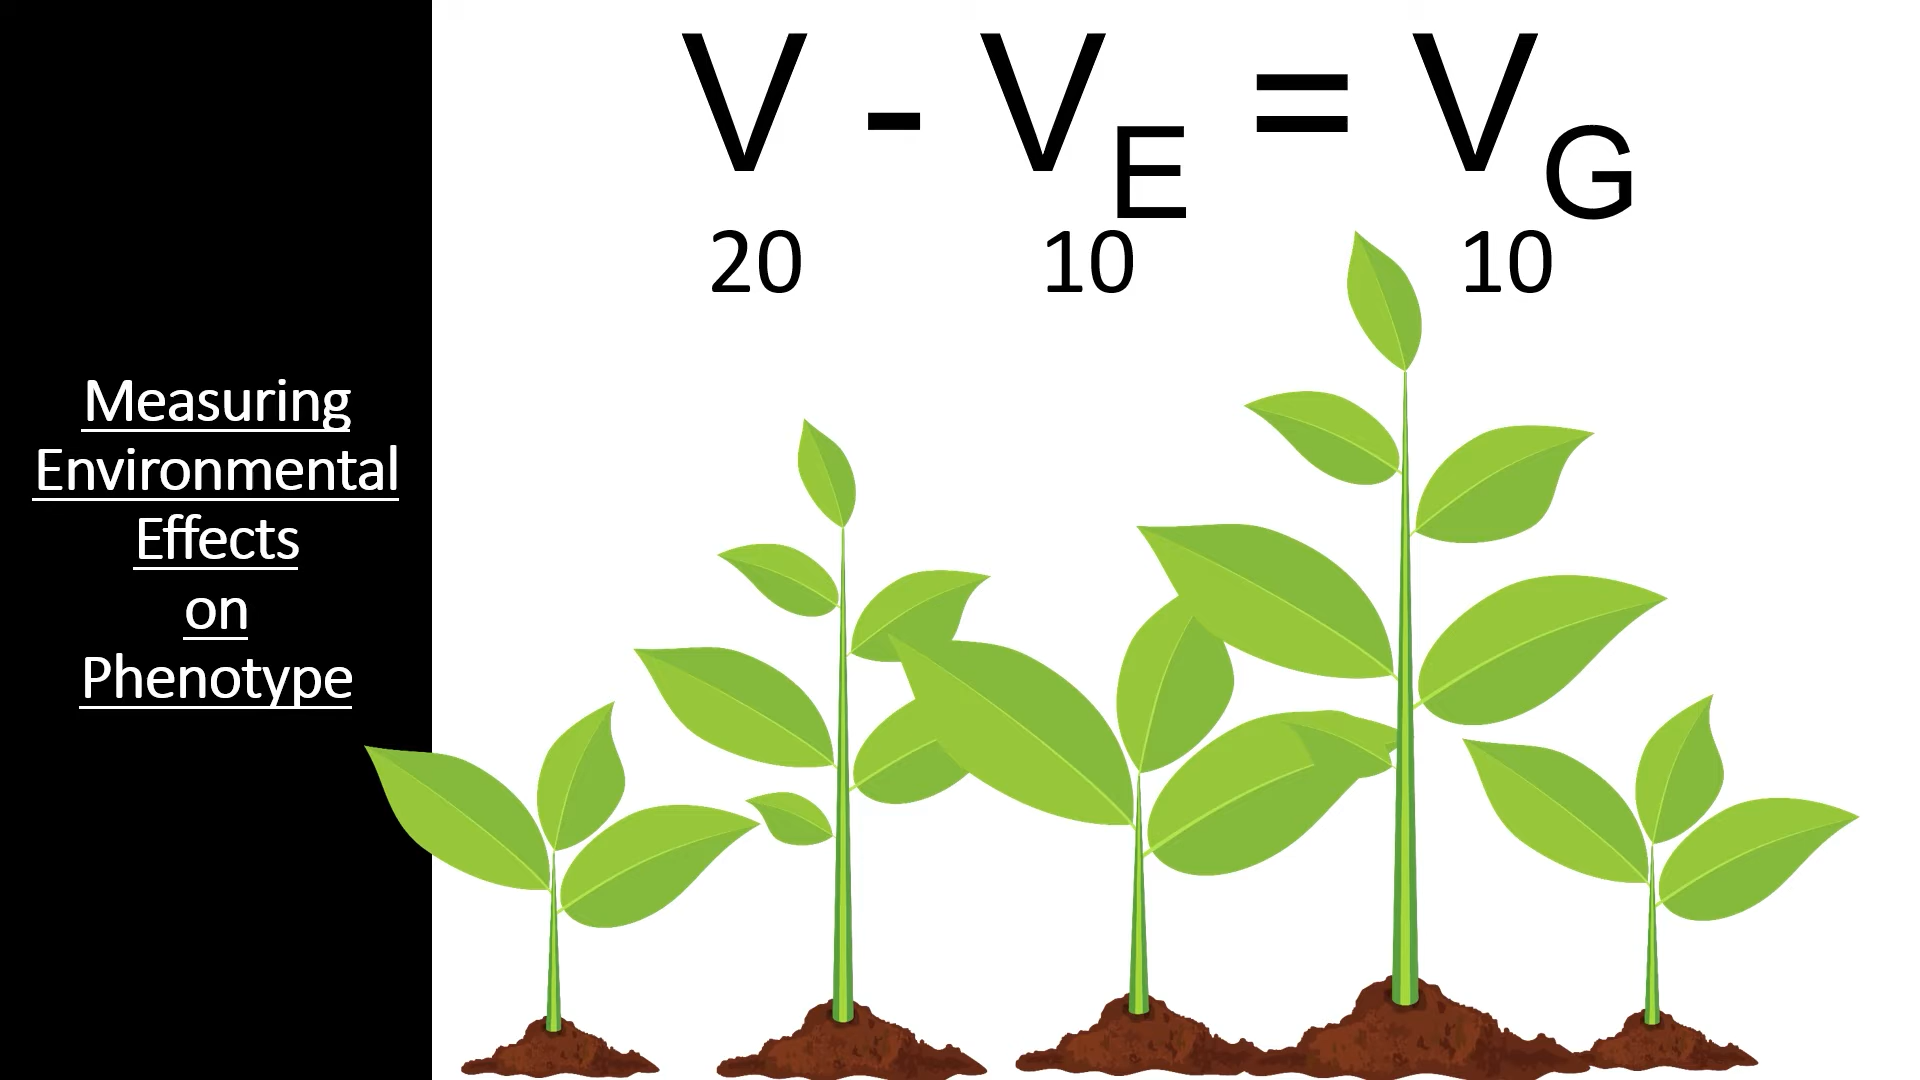 V - VE = VG
20 10 10
Measuring
Environmental
Effects
on
Phenotype